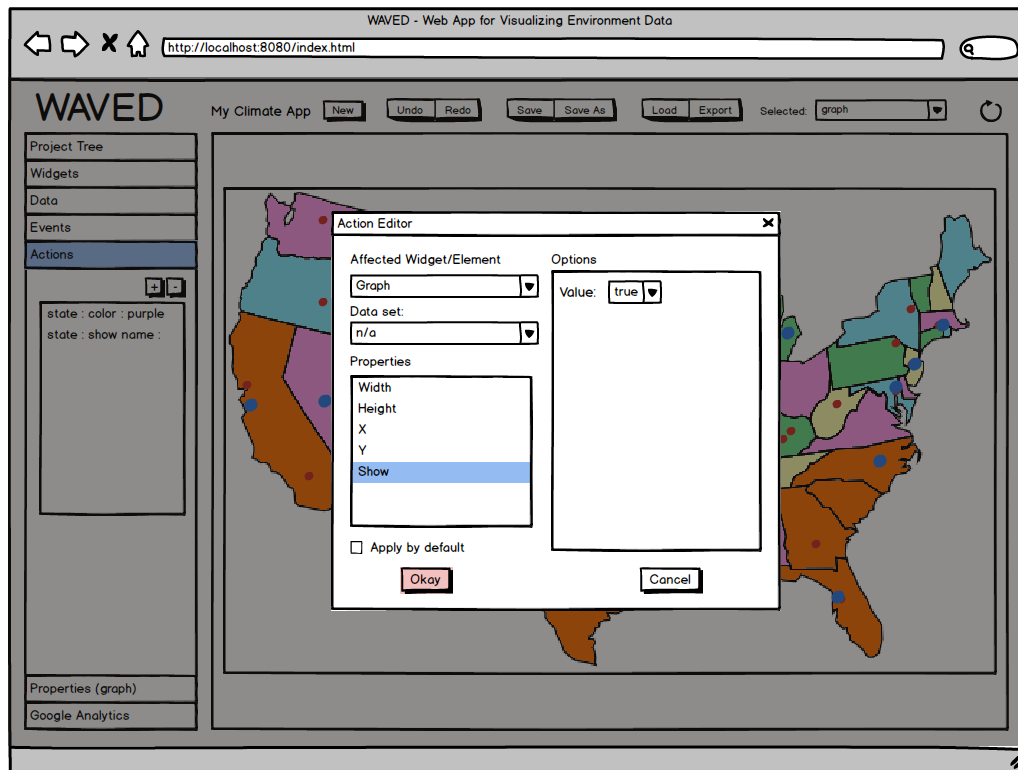 WAVED - Web App for Visualizing Environment Data
http://localhost:8080/index.html
WAVED
My Climate App New Undo Redo Save Save As Load Export Selected: graph
Project Tree
Widgets
Data
Events
Actions
+ -
state : color : purple
state : show name :
Properties (graph)
Google Analytics
Action Editor
Affected Widget/Element
Graph
Data set:
n/a
Properties
Width
Height
X
Y
Show
Apply by default
Okay
Options
Value: true
Cancel